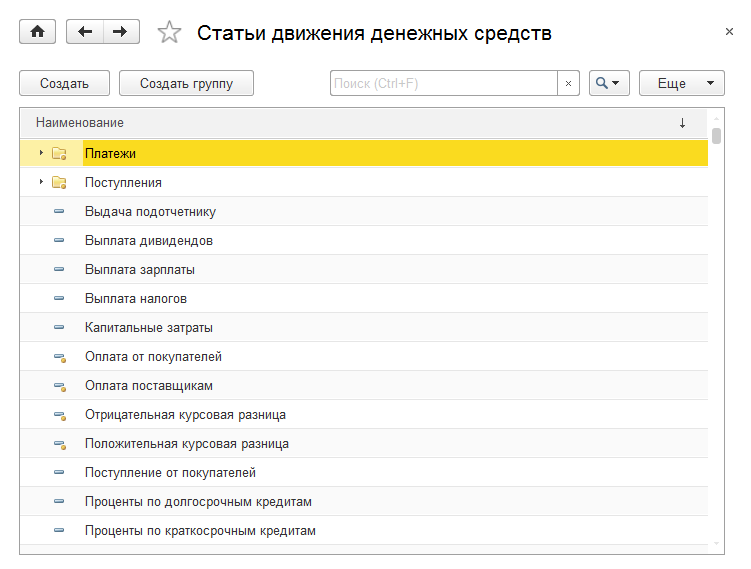 Статьи движения денежных средств
Создать Создать группу Поиск (Ctrl+F) × Еще
Наименование ↓
Платежи
Поступления
Выдача подотчетнику
Выплата дивидендов
Выплата зарплаты
Выплата налогов
Капитальные затраты
Оплата от покупателей
Оплата поставщикам
Отрицательная курсовая разница
Положительная курсовая разница
Поступление от покупателей
Проценты по долгосрочным кредитам
Проценты по краткосрочным кредитам